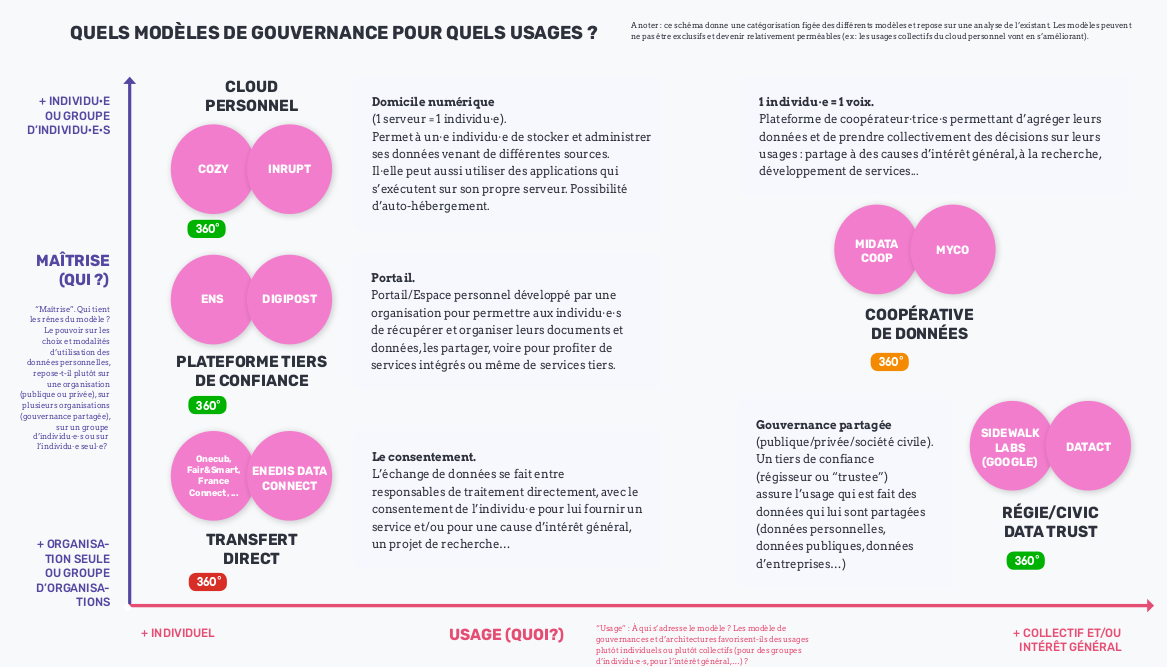 QUELS MODÈLES DE GOUVERNANCE POUR QUELS USAGES ?
A noter : ce schéma donne une catégorisation figée des différents modèles et repose sur une analyse de l'existant. Les modèles peuvent
ne pas être exclusifs et devenir relativement perméables (ex: les usages collectifs du cloud personnel vont en s'améliorant).
+ INDIVIDU•E
OU GROUPE
D'INDIVIDU•E•S
MAÎTRISE
(QUI ?)
"Maîtrise". Qui tient
les rênes du modèle ?
Le pouvoir sur les
choix et modalités
d'utilisation des
données personnelles,
repose-t-il plutôt sur
une organisation
(publique ou privée), sur
plusieurs organisations
(gouvernance partagée),
sur un groupe
d'individu·e·s ou sur
l'individu·e seul·e?
+ ORGANISA-
TION SEULE
OU GROUPE
D'ORGANISA-
TIONS
CLOUD
PERSONNEL
COZY
INRUPT
360°
Domicile numérique
(1 serveur = 1 individu·e).
Permet à un·e individu·e de stocker et administrer
ses données venant de différentes sources.
Il·elle peut aussi utiliser des applications qui
s'exécutent sur son propre serveur. Possibilité
d'auto-hébergement.
1 individu·e = 1 voix.
Plateforme de coopérateur·trice·s permettant d'agréger leurs
données et de prendre collectivement des décisions sur leurs
usages : partage à des causes d'intérêt général, à la recherche,
développement de services...
MIDATA
COOP
MYCO
COOPÉRATIVE
DE DONNÉES
360°
ENS
DIGIPOST
PLATEFORME TIERS
DE CONFIANCE
360°
Portail.
Portail/Espace personnel développé par une
organisation pour permettre aux individu·e·s
de récupérer et organiser leurs documents et
données, les partager, voire pour profiter de
services intégrés ou même de services tiers.
Onecub,
Fair&Smart,
France
Connect, ...
ENEDIS DATA
CONNECT
TRANSFERT
DIRECT
360°
Le consentement.
L'échange de données se fait entre
responsables de traitement directement, avec le
consentement de l'individu·e pour lui fournir un
service et/ou pour une cause d'intérêt général,
un projet de recherche...
Gouvernance partagée
(publique/privée/société civile).
Un tiers de confiance
(régisseur ou "trustee")
assure l'usage qui est fait des
données qui lui sont partagées
(données personnelles,
données publiques, données
d'entreprises...)
SIDEWALK
LABS
(GOOGLE)
DATACT
RÉGIE/CIVIC
DATA TRUST
360°
+ INDIVIDUEL
USAGE (QUOI?)
"Usage" : À qui s'adresse le modèle ? Les modèle de
gouvernances et d'architectures favorisent-ils des usages
plutôt individuels ou plutôt collectifs (pour des groupes
d'individu·e·s, pour l'intérêt général,...) ?
+ COLLECTIF ET/OU
INTÉRÊT GÉNÉRAL